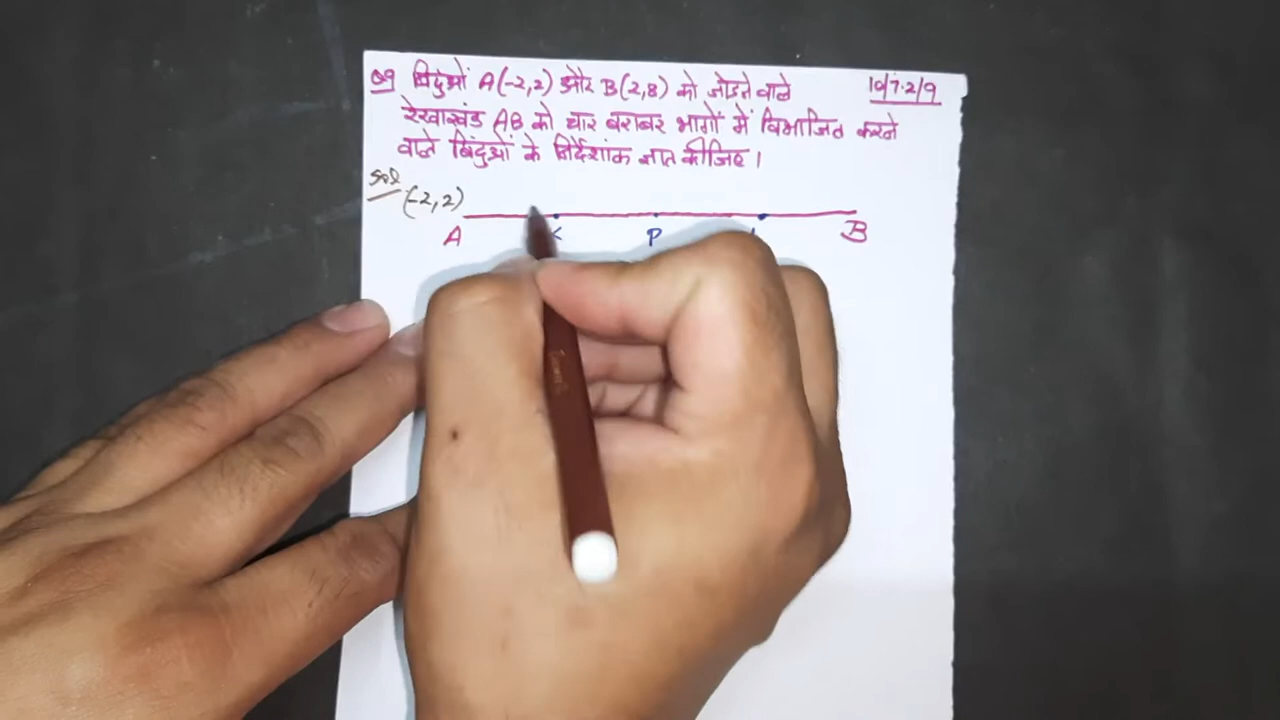 Q9 बिंदुओं A(-2,2) और B(2,8) को जोड़ने वाले 10/7.2/9
रेखाखंड AB को चार बराबर भागों में विभाजित करने
वाले बिंदुओं के निर्देशांक ज्ञात कीजिए।
Sol
(-2,2)
A P B